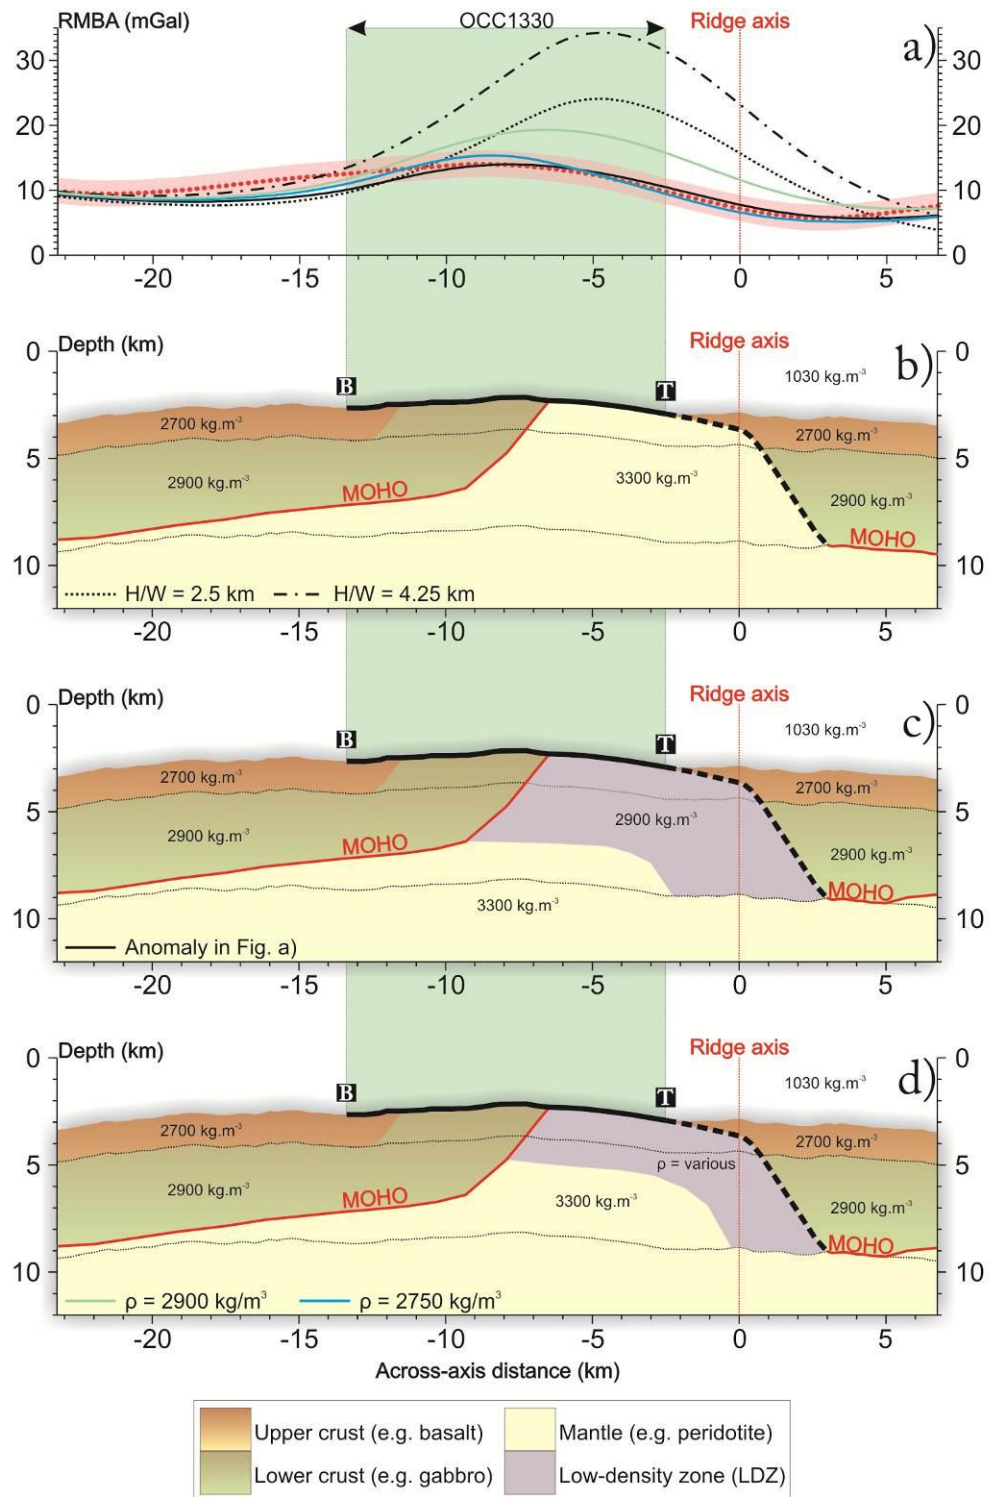 RMBA (mGal)
OCC1330
Ridge axis
a)
30 30
20 20
10 10
0 0
-20 -15 -10 -5 0 5
Depth (km)
Ridge axis
b)
0 0
1030 kg.m-3
B T
2700 kg.m-3
2700 kg.m-3
5 5
2900 kg.m-3
3300 kg.m-3
2900 kg.m-3
MOHO
MOHO
10 10
H/W = 2.5 km
H/W = 4.25 km
-20 -15 -10 -5 0 5
Depth (km)
Ridge axis
c)
0 0
1030 kg.m-3
B T
2700 kg.m-3
2700 kg.m-3
5 5
2900 kg.m-3
2900 kg.m-3
2900 kg.m-3
MOHO
MOHO
3300 kg.m-3
10 10
Anomaly in Fig. a)
-20 -15 -10 -5 0 5
Depth (km)
Ridge axis
d)
0 0
1030 kg.m-3
B T
2700 kg.m-3
2700 kg.m-3
5 5
ρ = various
2900 kg.m-3
3300 kg.m-3
2900 kg.m-3
MOHO
MOHO
10 10
ρ = 2900 kg/m3
ρ = 2750 kg/m3
-20 -15 -10 -5 0 5
Across-axis distance (km)
Upper crust (e.g. basalt)
Mantle (e.g. peridotite)
Lower crust (e.g. gabbro)
Low-density zone (LDZ)